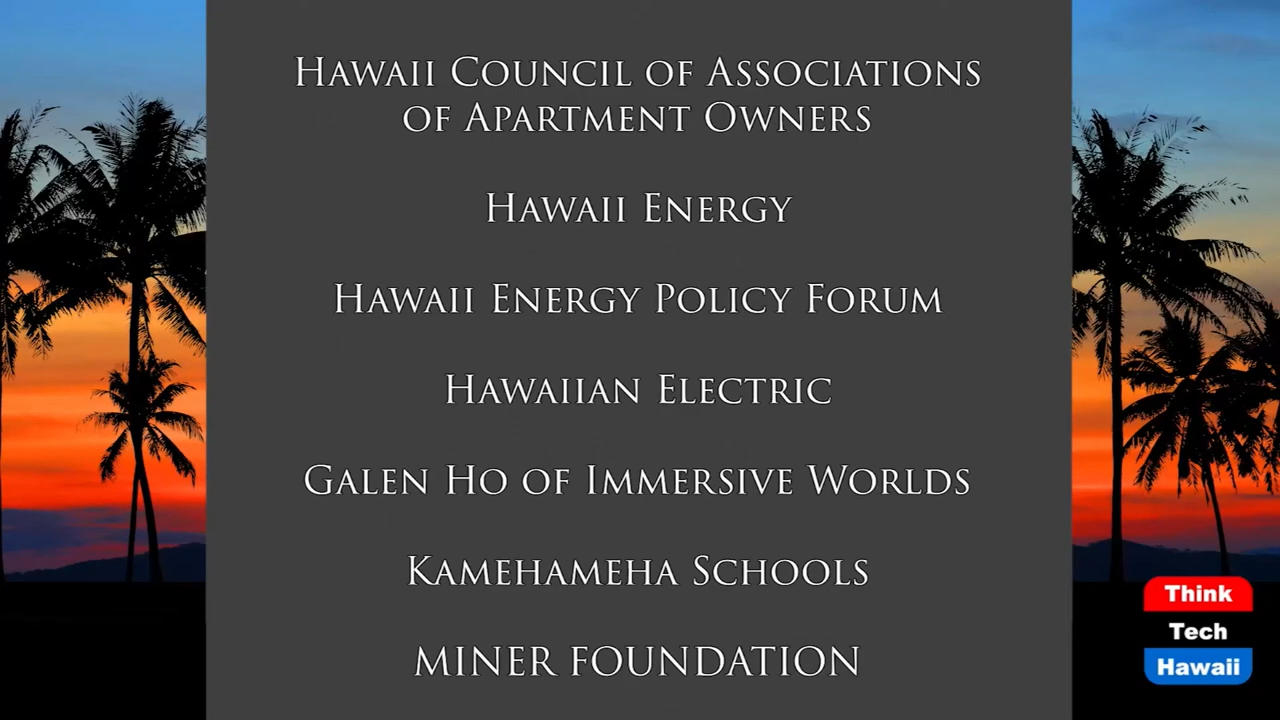 Hawaii Council of Associations
of Apartment Owners
Hawaii Energy
Hawaii Energy Policy Forum
Hawaiian Electric
Galen Ho of Immersive Worlds
Kamehameha Schools
MINER FOUNDATION
Think
Tech
Hawaii